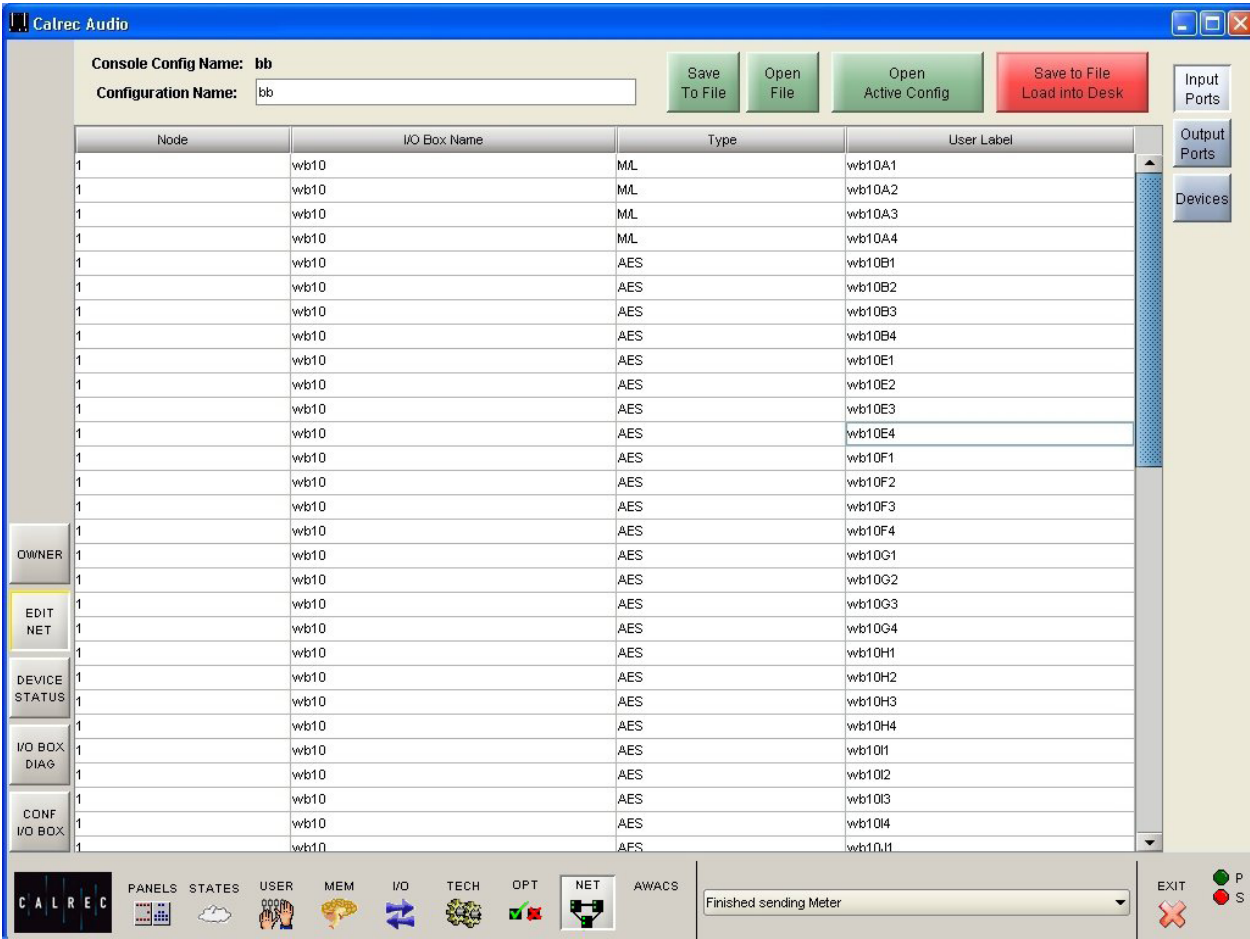 Calrec Audio
Console Config Name: bb
Configuration Name: bb
Save To File
Open File
Open Active Config
Save to File Load into Desk
Input Ports
Output Ports
Devices
Node I/O Box Name Type User Label
1 wb10 M/L wb10A1
1 wb10 M/L wb10A2
1 wb10 M/L wb10A3
1 wb10 M/L wb10A4
1 wb10 AES wb10B1
1 wb10 AES wb10B2
1 wb10 AES wb10B3
1 wb10 AES wb10B4
1 wb10 AES wb10E1
1 wb10 AES wb10E2
1 wb10 AES wb10E3
1 wb10 AES wb10E4
1 wb10 AES wb10F1
1 wb10 AES wb10F2
1 wb10 AES wb10F3
1 wb10 AES wb10F4
1 wb10 AES wb10G1
1 wb10 AES wb10G2
1 wb10 AES wb10G3
1 wb10 AES wb10G4
1 wb10 AES wb10H1
1 wb10 AES wb10H2
1 wb10 AES wb10H3
1 wb10 AES wb10H4
1 wb10 AES wb10I1
1 wb10 AES wb10I2
1 wb10 AES wb10I3
1 wb10 AES wb10I4
1 wb10 AES wb10J1
OWNER
EDIT NET
DEVICE STATUS
I/O BOX DIAG
CONF I/O BOX
CALREC
PANELS STATES USER MEM I/O TECH OPT NET AWACS
Finished sending Meter
EXIT
P
S